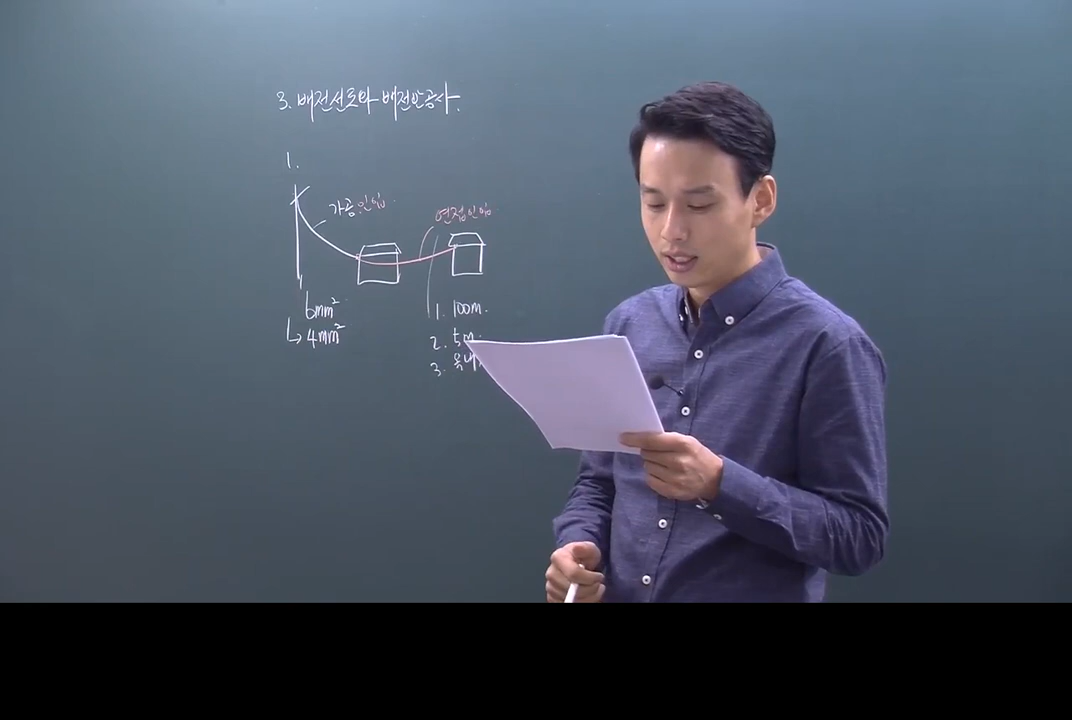 3. 배전선로와 배전반공사.
1.
가공인입.
연접인입
6mm²
↳ 4mm²
1. 100m.
2. 5m.
3. 옥내